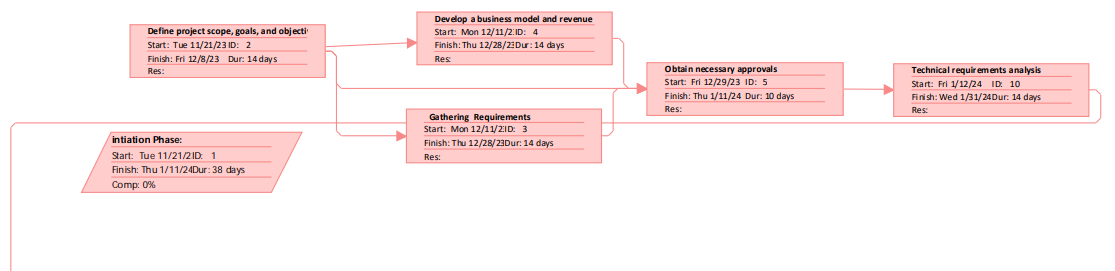 Define project scope, goals, and objecti
Start: Tue 11/21/23 ID: 2
Finish: Fri 12/8/23 Dur: 14 days
Res:
Develop a business model and revenue
Start: Mon 12/11/2 ID: 4
Finish: Thu 12/28/23 Dur: 14 days
Res:
Obtain necessary approvals
Start: Fri 12/29/23 ID: 5
Finish: Thu 1/11/24 Dur: 10 days
Res:
Technical requirements analysis
Start: Fri 1/12/24 ID: 10
Finish: Wed 1/31/24 Dur: 14 days
Res:
Gathering Requirements
Start: Mon 12/11/2 ID: 3
Finish: Thu 12/28/23 Dur: 14 days
Res:
intiation Phase:
Start: Tue 11/21/2 ID: 1
Finish: Thu 1/11/24 Dur: 38 days
Comp: 0%